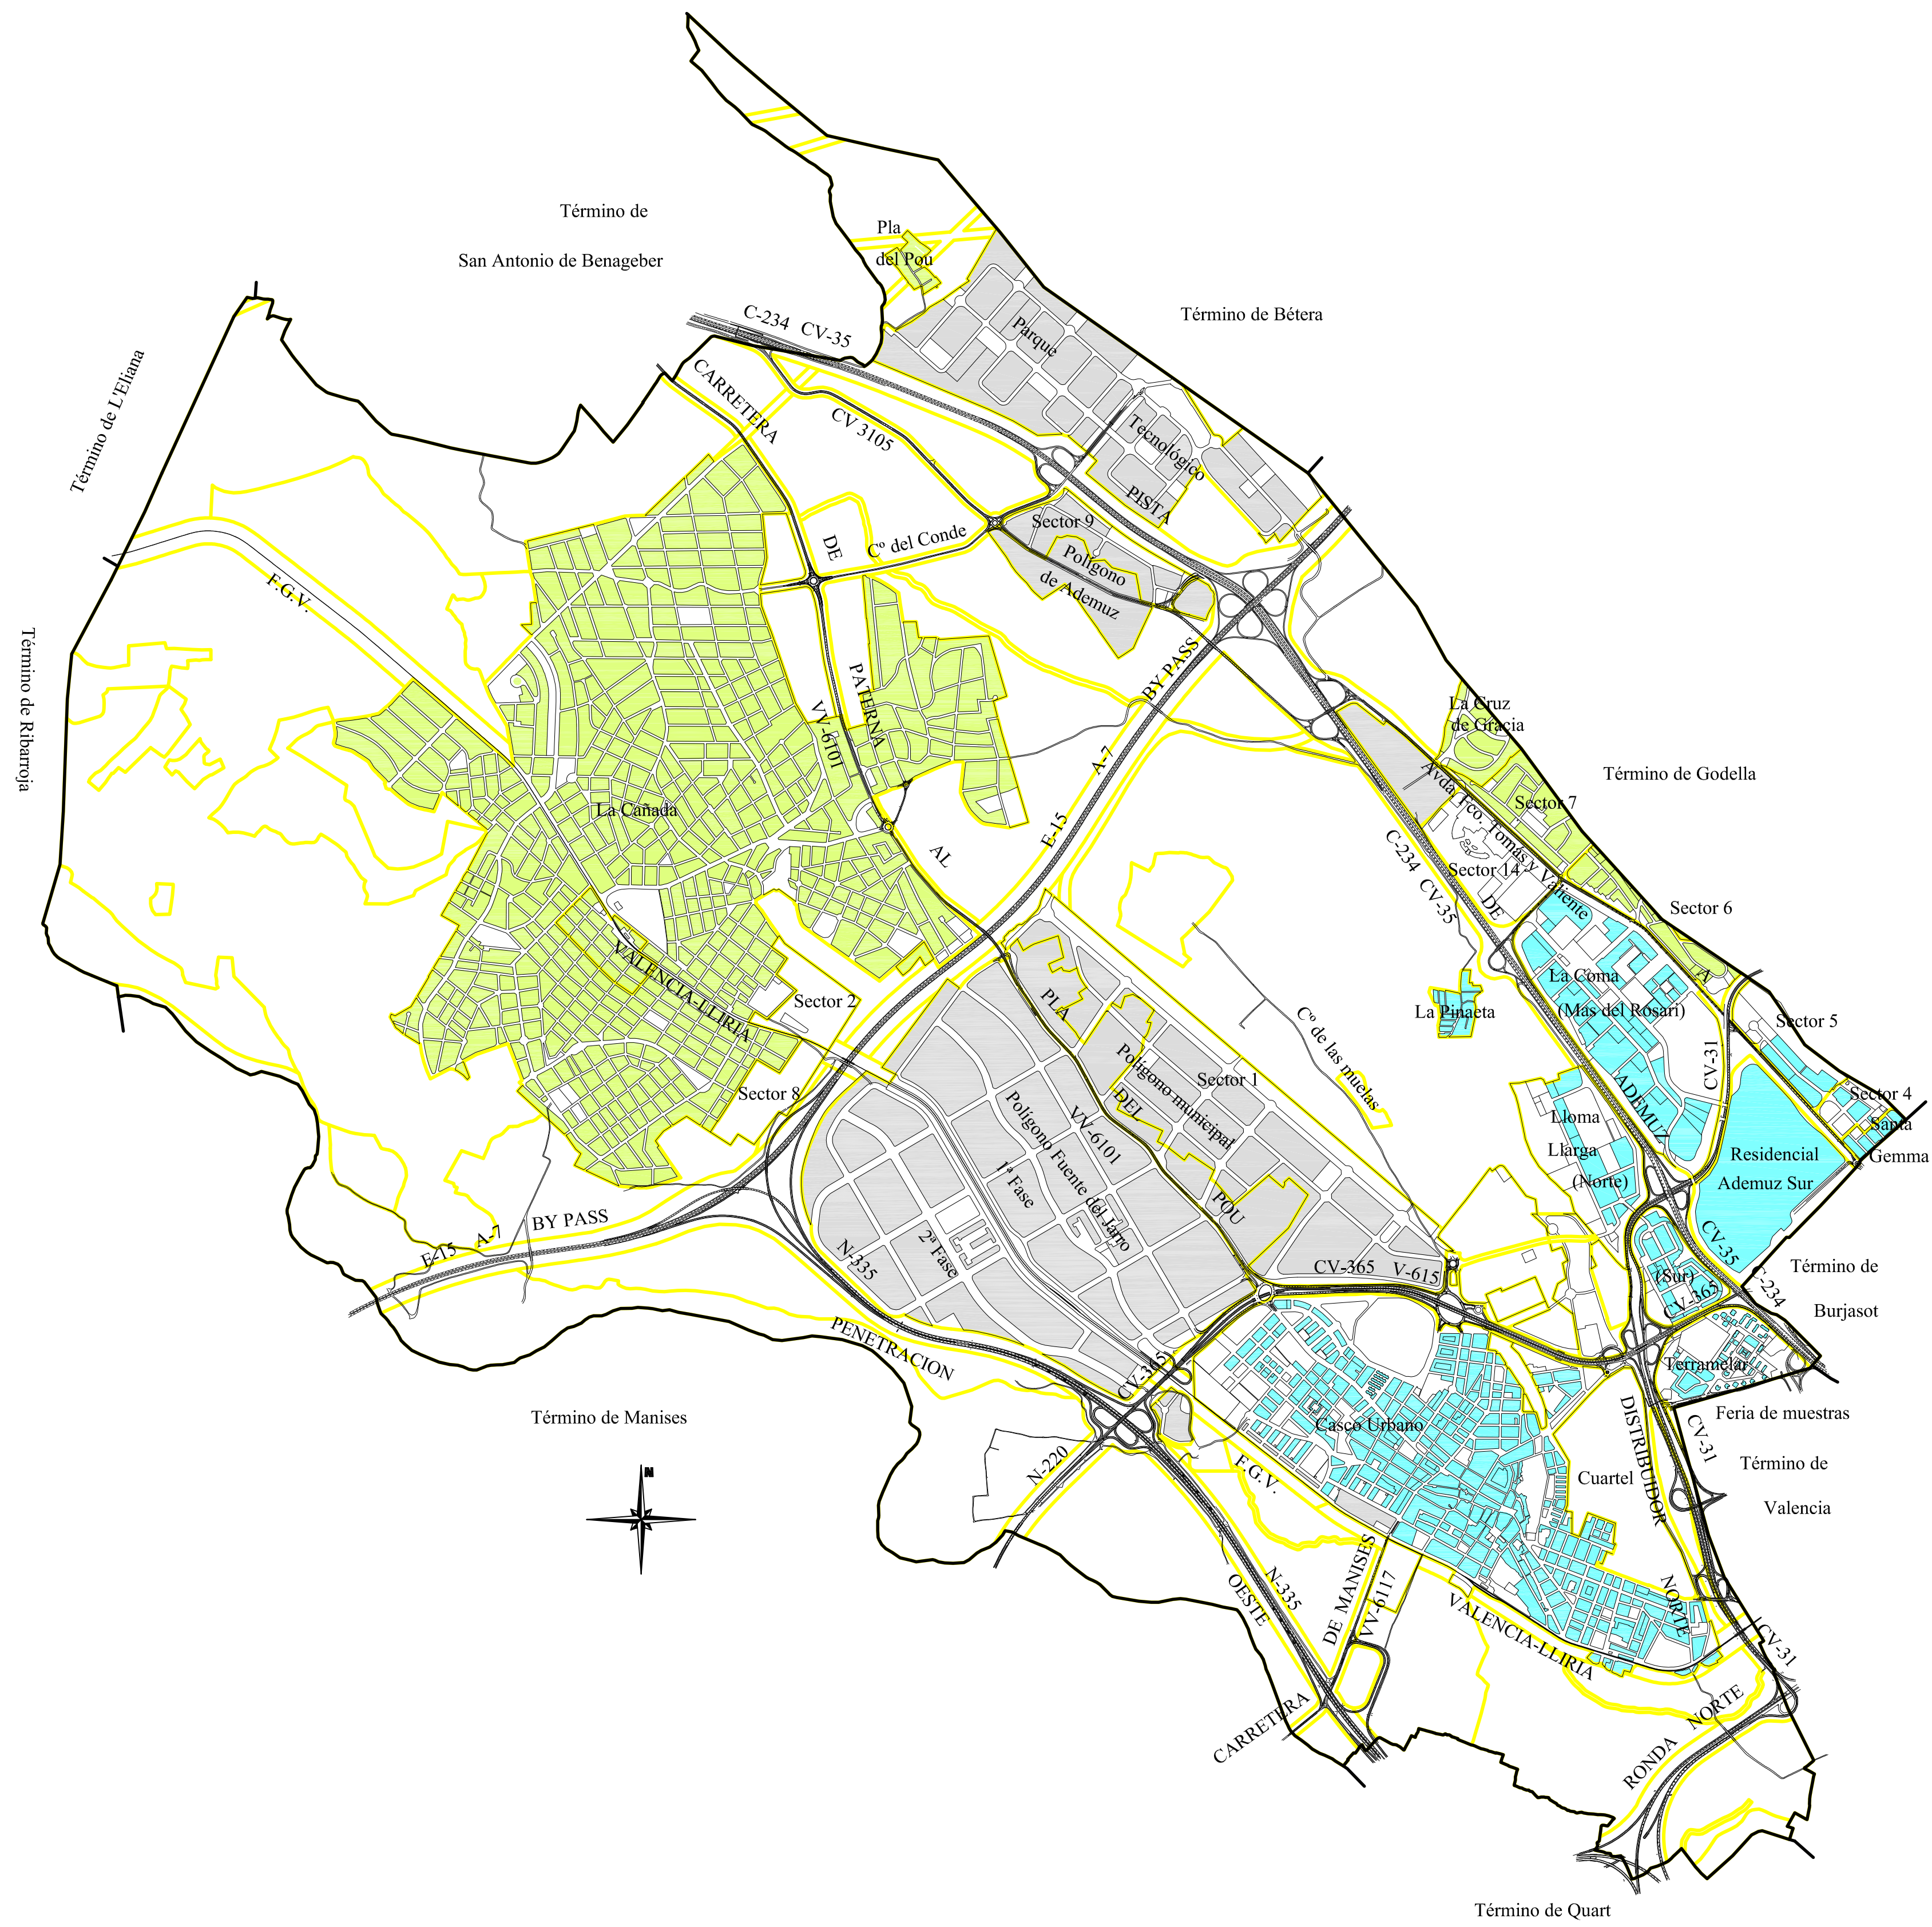 Término de
San Antonio de Benageber
Pla
del Pou
Término de Bétera
Término de L'Eliana
C-234
CV-35
CARRETERA
CV 3105
Parque
Tecnológico
PISTA
DE
Cº del Conde
Sector 9
Polígono
de Ademuz
F.G.V.
Término de Ribarroja
PATERNA
VV-6101
BY PASS
A-7
E-15
La Cruz
de Gracia
Término de Godella
Sector 7
Avda. Fco. Tomás y Valiente
La Cañada
AL
C-234
CV-35
Sector 14
DE
Sector 6
VALENCIA-LLIRIA
Sector 2
PLA
La Coma
A
(Mas del Rosari)
La Pinaeta
Sector 5
Cº de las muelas
CV-31
Sector 8
Polígono municipal
Sector 1
DEL
VV-6101
Polígono Fuente del Jarro
1ª Fase
2ª Fase
POU
ADEMUZ
Lloma
Llarga
(Norte)
Sector 4
Santa
Gemma
Residencial
Ademuz Sur
E-15
A-7
BY PASS
N-335
CV-365
V-615
CV-35
C-234
(Sur)
CV-365
Término de
Burjasot
PENETRACION
CV-365
Terramelar
Término de Manises
Casco Urbano
DISTRIBUIDOR
CV-31
Feria de muestras
N
N-220
F.G.V.
Cuartel
Término de
Valencia
OESTE
N-335
DE MANISES
VV-6117
VALENCIA-LLIRIA
NORTE
CV-31
CARRETERA
RONDA
NORTE
Término de Quart